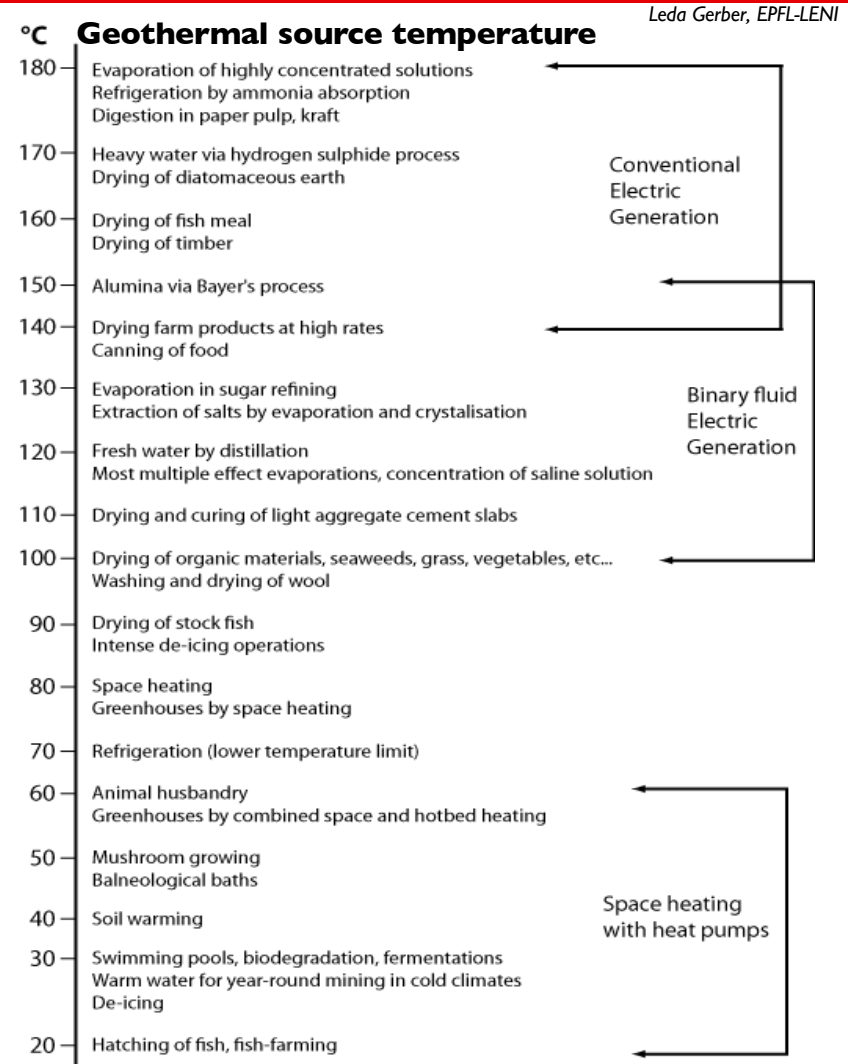 Leda Gerber, EPFL-LENI
°C Geothermal source temperature
180 Evaporation of highly concentrated solutions
Refrigeration by ammonia absorption
Digestion in paper pulp, kraft
170 Heavy water via hydrogen sulphide process
Drying of diatomaceous earth
Conventional
Electric
Generation
160 Drying of fish meal
Drying of timber
150 Alumina via Bayer's process
140 Drying farm products at high rates
Canning of food
130 Evaporation in sugar refining
Extraction of salts by evaporation and crystalisation
Binary fluid
Electric
Generation
120 Fresh water by distillation
Most multiple effect evaporations, concentration of saline solution
110 Drying and curing of light aggregate cement slabs
100 Drying of organic materials, seaweeds, grass, vegetables, etc...
Washing and drying of wool
90 Drying of stock fish
Intense de-icing operations
80 Space heating
Greenhouses by space heating
70 Refrigeration (lower temperature limit)
60 Animal husbandry
Greenhouses by combined space and hotbed heating
50 Mushroom growing
Balneological baths
40 Soil warming
Space heating
with heat pumps
30 Swimming pools, biodegradation, fermentations
Warm water for year-round mining in cold climates
De-icing
20 Hatching of fish, fish-farming